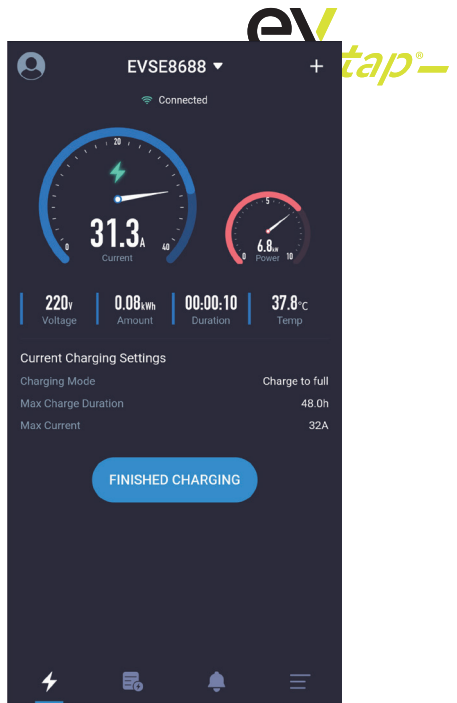 ev
tap®
EVSE8688
Connected
20
31.3A
0
40
Current
5
6.8kW
0
Power
10
220V
0.08kWh
00:00:10
37.8°C
Voltage
Amount
Duration
Temp
Current Charging Settings
Charging Mode
Charge to full
Max Charge Duration
48.0h
Max Current
32A
FINISHED CHARGING